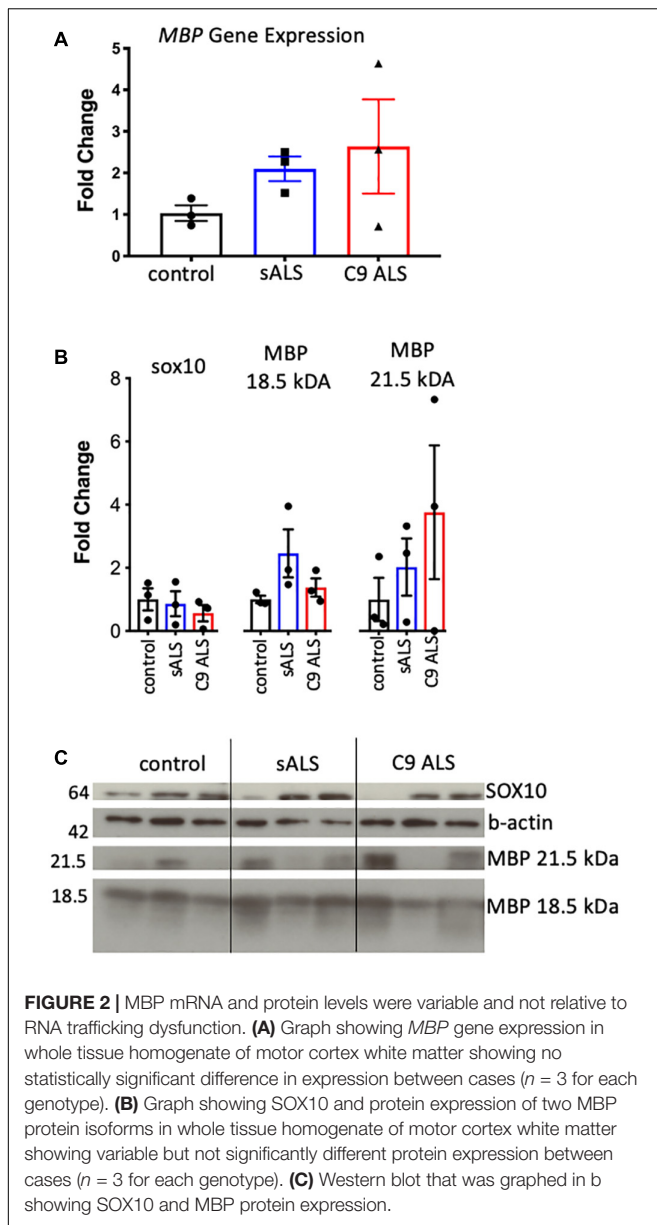 A
MBP Gene Expression
5
4
3
2
1
0
Fold Change
control sALS C9 ALS
B
sox10
MBP
18.5 kDA
MBP
21.5 kDA
8
6
4
2
0
Fold Change
control sALS C9 ALS control sALS C9 ALS control sALS C9 ALS
C
control sALS C9 ALS
64 SOX10
b-actin
42
21.5 MBP 21.5 kDa
18.5
MBP 18.5 kDa
FIGURE 2 | MBP mRNA and protein levels were variable and not relative to
RNA trafficking dysfunction. (A) Graph showing MBP gene expression in
whole tissue homogenate of motor cortex white matter showing no
statistically significant difference in expression between cases (n = 3 for each
genotype). (B) Graph showing SOX10 and protein expression of two MBP
protein isoforms in whole tissue homogenate of motor cortex white matter
showing variable but not significantly different protein expression between
cases (n = 3 for each genotype). (C) Western blot that was graphed in b
showing SOX10 and MBP protein expression.